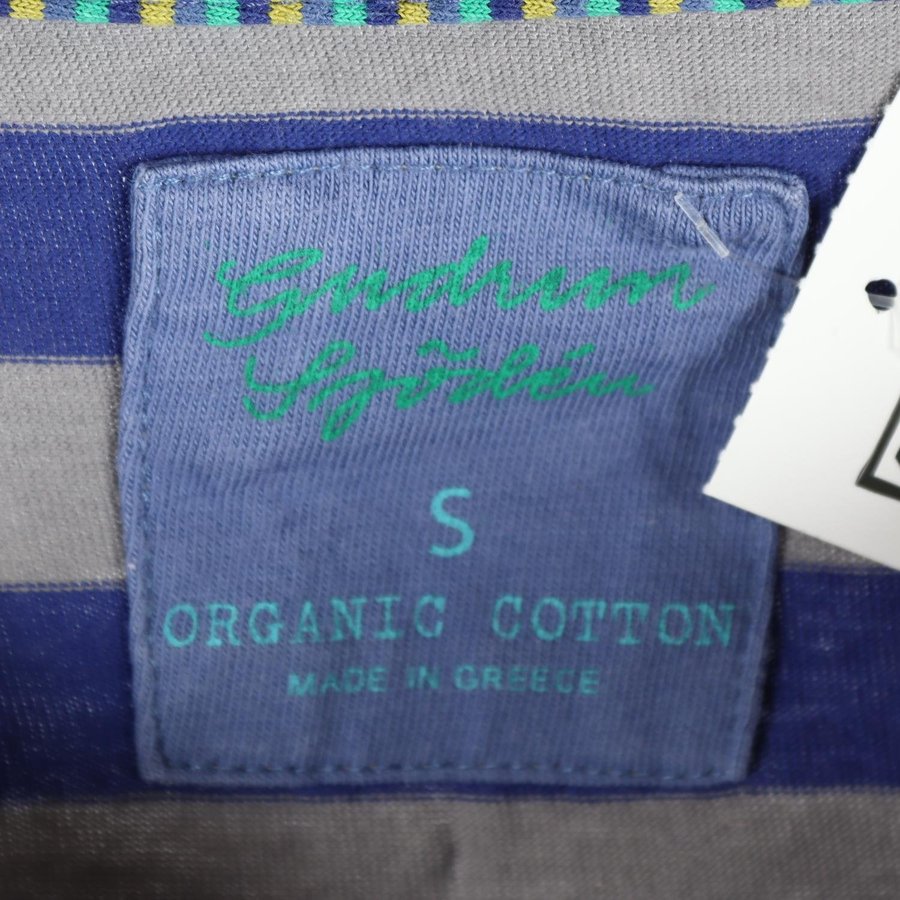 Gudrun
Sjödén
S
ORGANIC COTTON
MADE IN GREECE